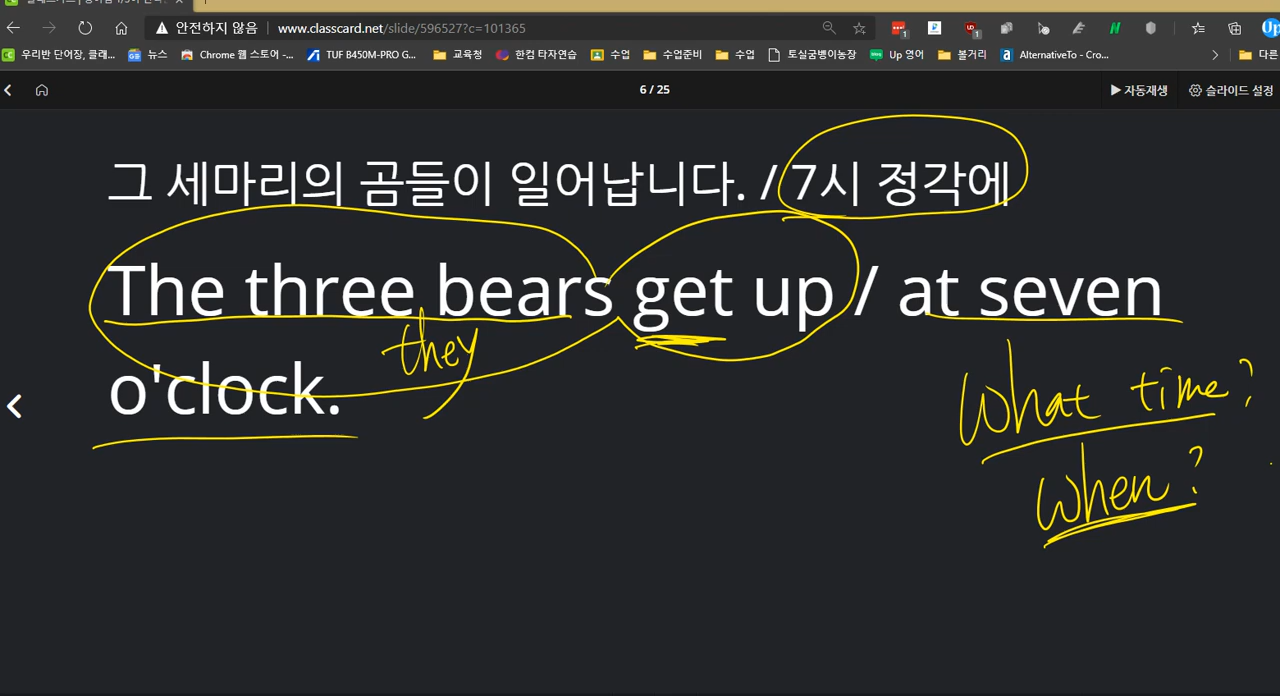 안전하지 않음 www.classcard.net/slide/596527?c=101365
우리반 단어장, 클래... 뉴스 Chrome 웹 스토어 -... TUF B450M-PRO G... 교육청 한컴 타자연습 수업 수업준비 수업 토실굼벵이농장 Up 영어 볼거리 AlternativeTo - Cro... 다른
6 / 25 자동재생 슬라이드 설정
그 세마리의 곰들이 일어납니다. / 7시 정각에
The three bears get up / at seven
o'clock.
they
What time?
when?